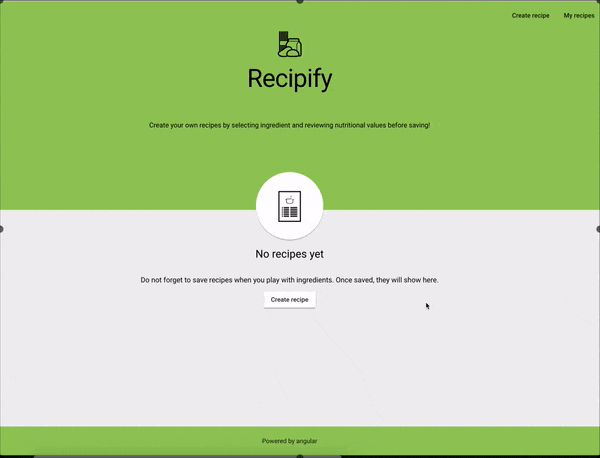 Create recipe My recipes
Recipify
Create your own recipes by selecting ingredient and reviewing nutritional values before saving!
No recipes yet
Do not forget to save recipes when you play with ingredients. Once saved, they will show here.
Create recipe
Powered by angular